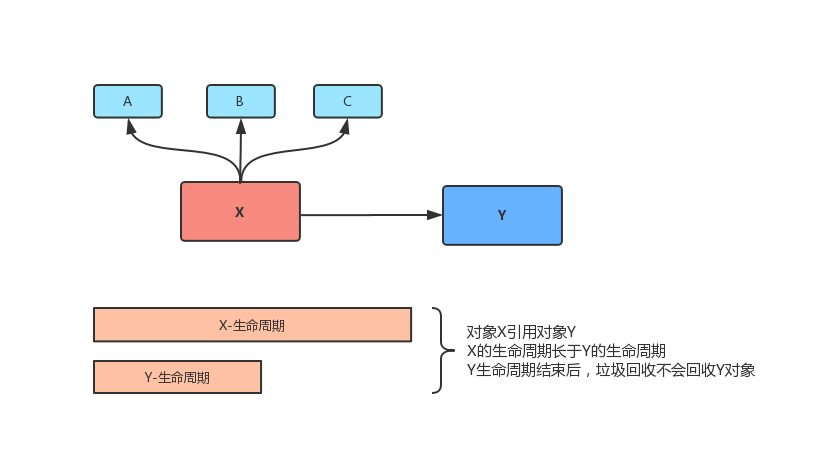 A
B
C
X
Y
X-生命周期
Y-生命周期
对象X引用对象Y
X的生命周期长于Y的生命周期
Y生命周期结束后，垃圾回收不会回收Y对象